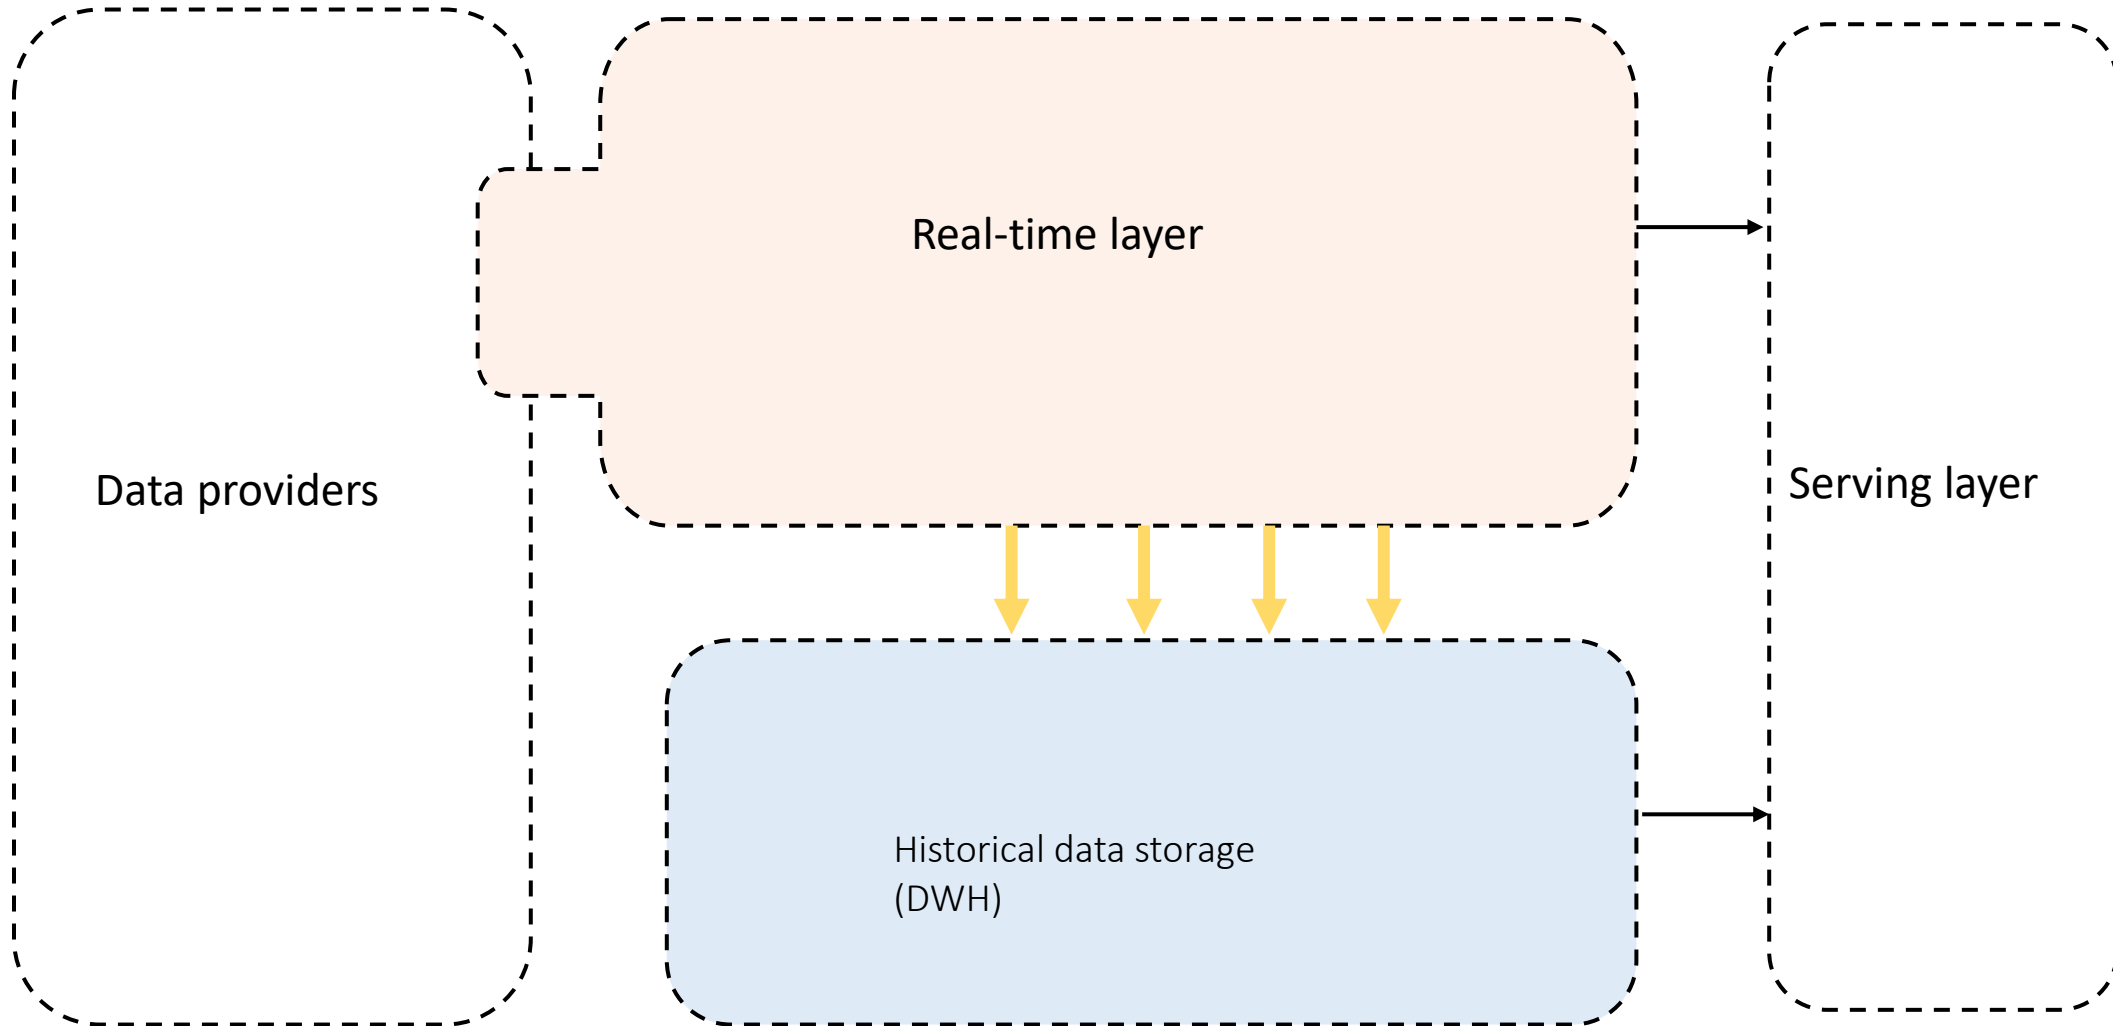 Real-time layer
Data providers
Serving layer
Historical data storage
(DWH)